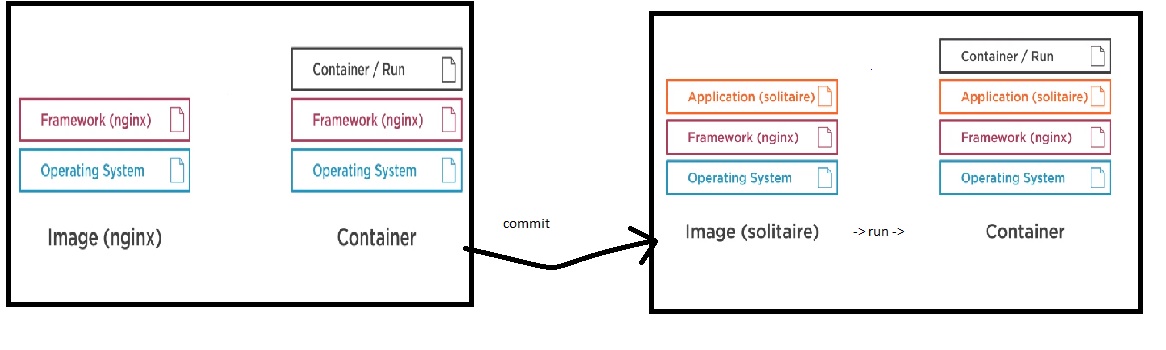 Container / Run
Framework (nginx)
Framework (nginx)
Operating System
Operating System
Image (nginx)
Container
commit
Container / Run
Application (solitaire)
Application (solitaire)
Framework (nginx)
Framework (nginx)
Operating System
Operating System
Image (solitaire)
-> run ->
Container